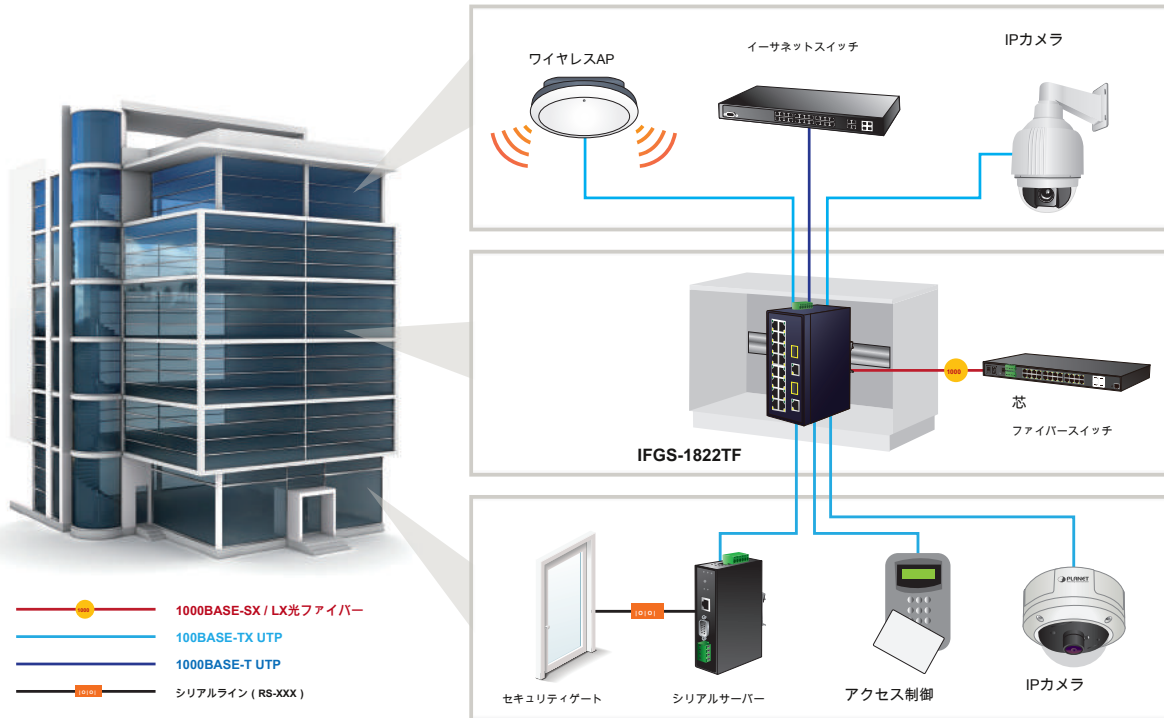 ワイヤレスAP
イーサネットスイッチ
IPカメラ
1000
芯
ファイバースイッチ
IFGS-1822TF
1000
1000BASE-SX / LX光ファイバー
100BASE-TX UTP
1000BASE-T UTP
|O|O|
シリアルライン ( RS-XXX )
|O|O|
PLANET
セキュリティゲート
シリアルサーバー
アクセス制御
IPカメラ